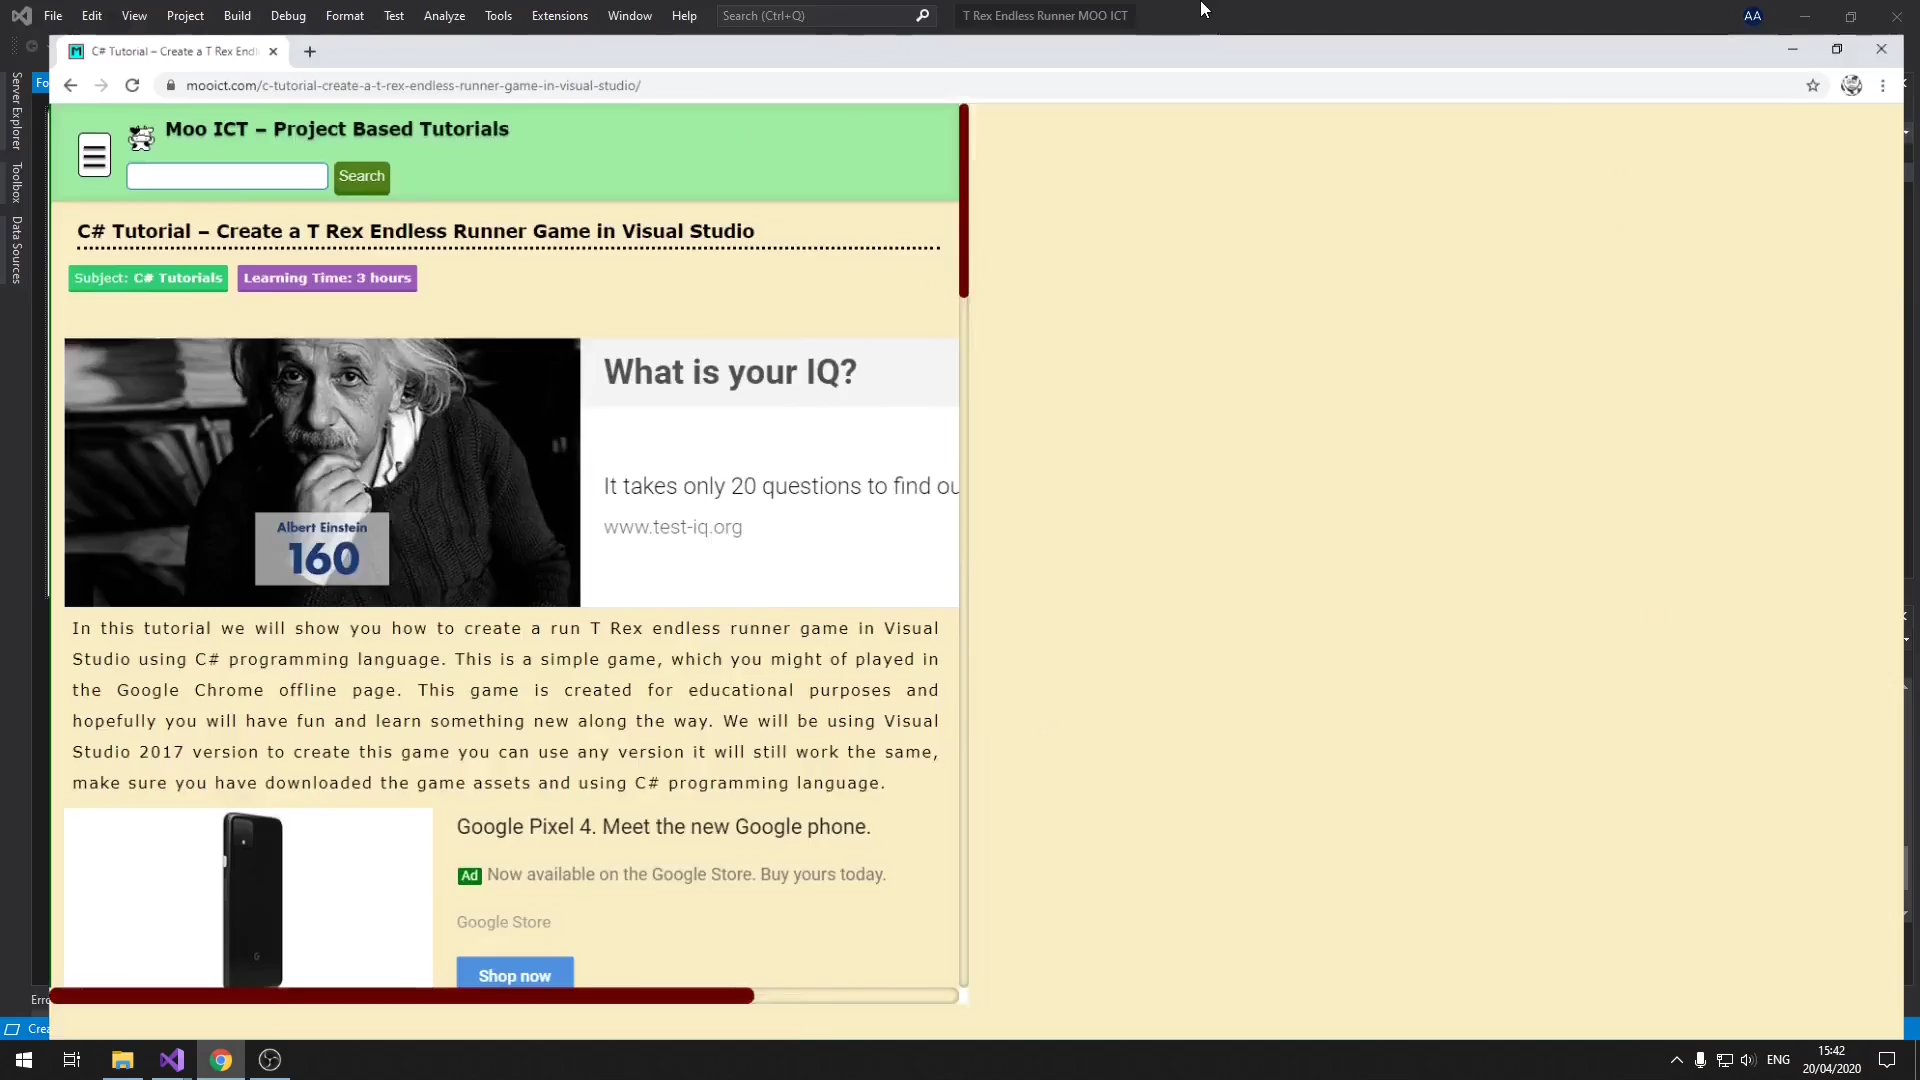 File Edit View Project Build Debug Format Test Analyze Tools Extensions Window Help Search (Ctrl+Q) T Rex Endless Runner MOO ICT AA
C# Tutorial – Create a T Rex Endl
mooict.com/c-tutorial-create-a-t-rex-endless-runner-game-in-visual-studio/
Fo
Server Explorer
Toolbox
Data Sources
Moo ICT – Project Based Tutorials
Search
C# Tutorial – Create a T Rex Endless Runner Game in Visual Studio
Subject: C# Tutorials Learning Time: 3 hours
What is your IQ?
It takes only 20 questions to find ou
www.test-iq.org
Albert Einstein
160
In this tutorial we will show you how to create a run T Rex endless runner game in Visual
Studio using C# programming language. This is a simple game, which you might of played in
the Google Chrome offline page. This game is created for educational purposes and
hopefully you will have fun and learn something new along the way. We will be using Visual
Studio 2017 version to create this game you can use any version it will still work the same,
make sure you have downloaded the game assets and using C# programming language.
Google Pixel 4. Meet the new Google phone.
Ad Now available on the Google Store. Buy yours today.
Google Store
Shop now
Erro
Crea
ENG
15:42
20/04/2020